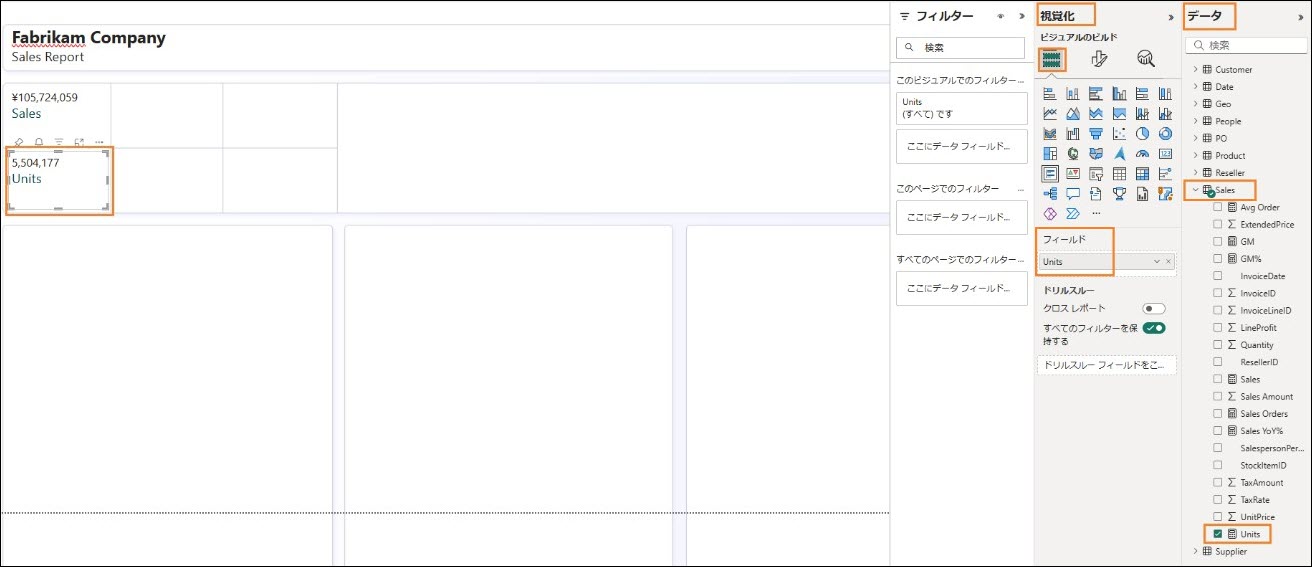 Fabrikam Company
Sales Report
¥105,724,059
Sales
5,504,177
Units
フィルター
検索
このビジュアルでのフィルター...
Units
(すべて) です
ここにデータ フィールド...
このページでのフィルター ...
ここにデータ フィールド...
すべてのページでのフィルター...
ここにデータ フィールド...
視覚化
ビジュアルのビルド
フィールド
Units
ドリルスルー
クロス レポート
すべてのフィルターを保
持する
ドリルスルー フィールドをこ...
データ
検索
Customer
Date
Geo
People
PO
Product
Reseller
Sales
Avg Order
ExtendedPrice
GM
GM%
InvoiceDate
InvoiceID
InvoiceLineID
LineProfit
Quantity
ResellerID
Sales
Sales Amount
Sales Orders
Sales YoY%
SalespersonPer...
StockItemID
TaxAmount
TaxRate
UnitPrice
Units
Supplier